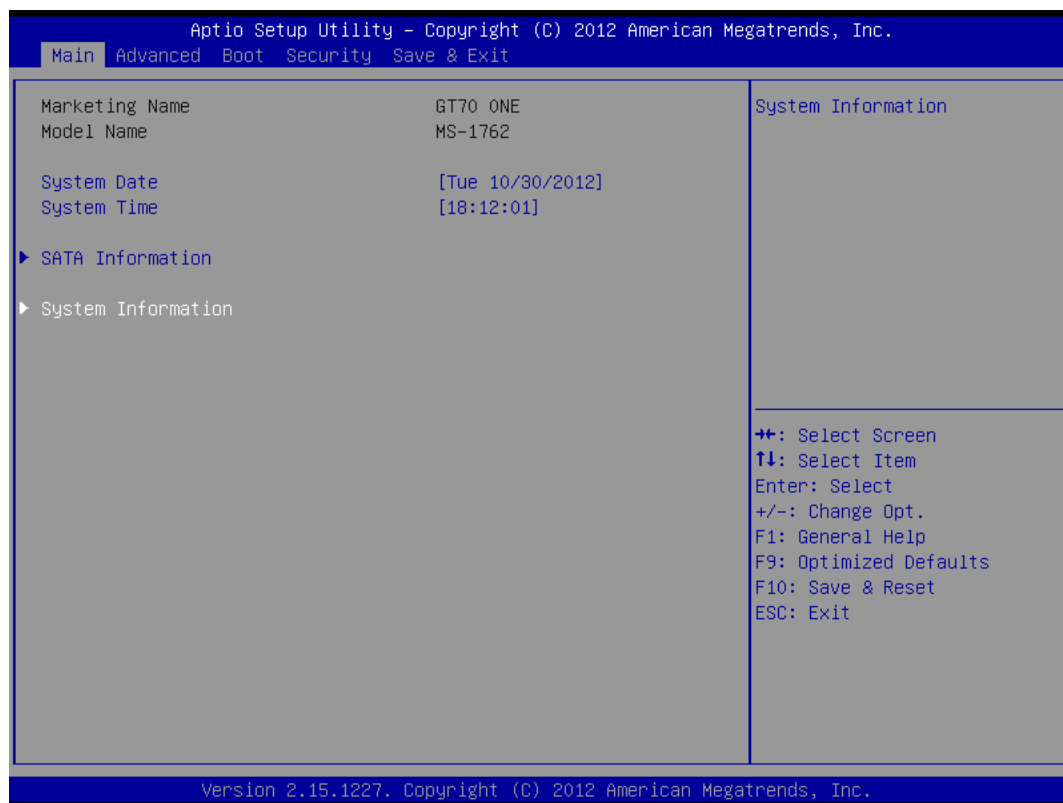 Aptio Setup Utility – Copyright (C) 2012 American Megatrends, Inc.
Main Advanced Boot Security Save & Exit
Marketing Name GT70 ONE
Model Name MS-1762
System Date [Tue 10/30/2012]
System Time [18:12:01]
► SATA Information
► System Information
System Information
→←: Select Screen
↑↓: Select Item
Enter: Select
+/-: Change Opt.
F1: General Help
F9: Optimized Defaults
F10: Save & Reset
ESC: Exit
Version 2.15.1227. Copyright (C) 2012 American Megatrends, Inc.